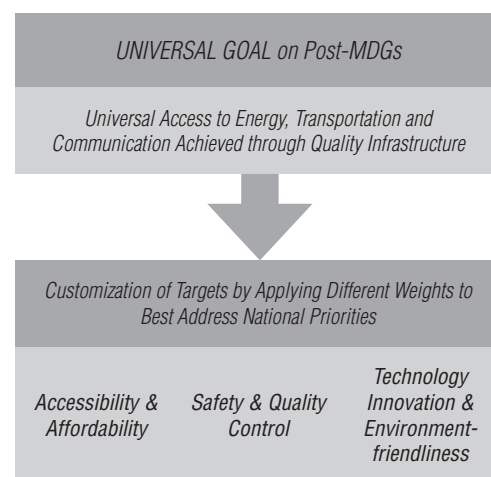 UNIVERSAL GOAL on Post-MDGs
Universal Access to Energy, Transportation and
Communication Achieved through Quality Infrastructure
Customization of Targets by Applying Different Weights to
Best Address National Priorities
Accessibility &
Affordability
Safety & Quality
Control
Technology
Innovation &
Environment-
friendliness